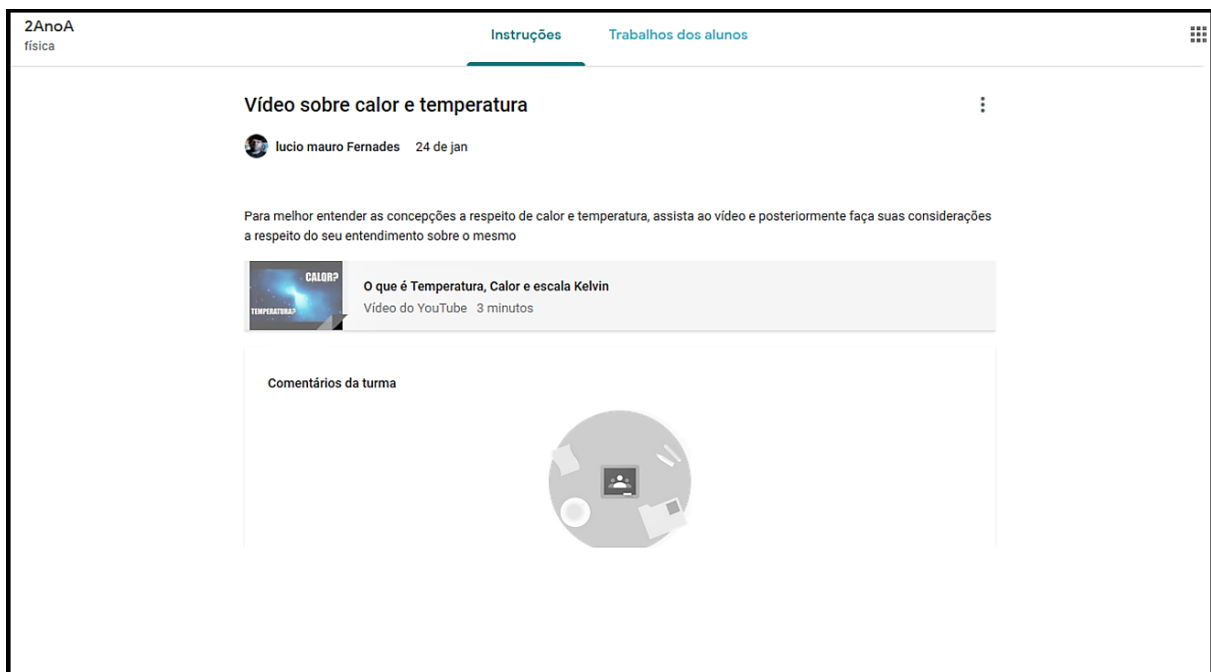 2AnoA
física
Instruções
Trabalhos dos alunos
Vídeo sobre calor e temperatura
lucio mauro Fernades 24 de jan
Para melhor entender as concepções a respeito de calor e temperatura, assista ao vídeo e posteriormente faça suas considerações
a respeito do seu entendimento sobre o mesmo
CALOR?
TEMPERATURA?
O que é Temperatura, Calor e escala Kelvin
Vídeo do YouTube 3 minutos
Comentários da turma